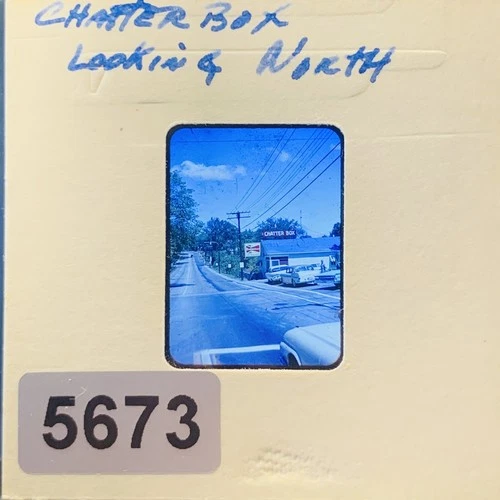 CHATTER BOX
LOOKING NORTH
CHATTER BOX
5673